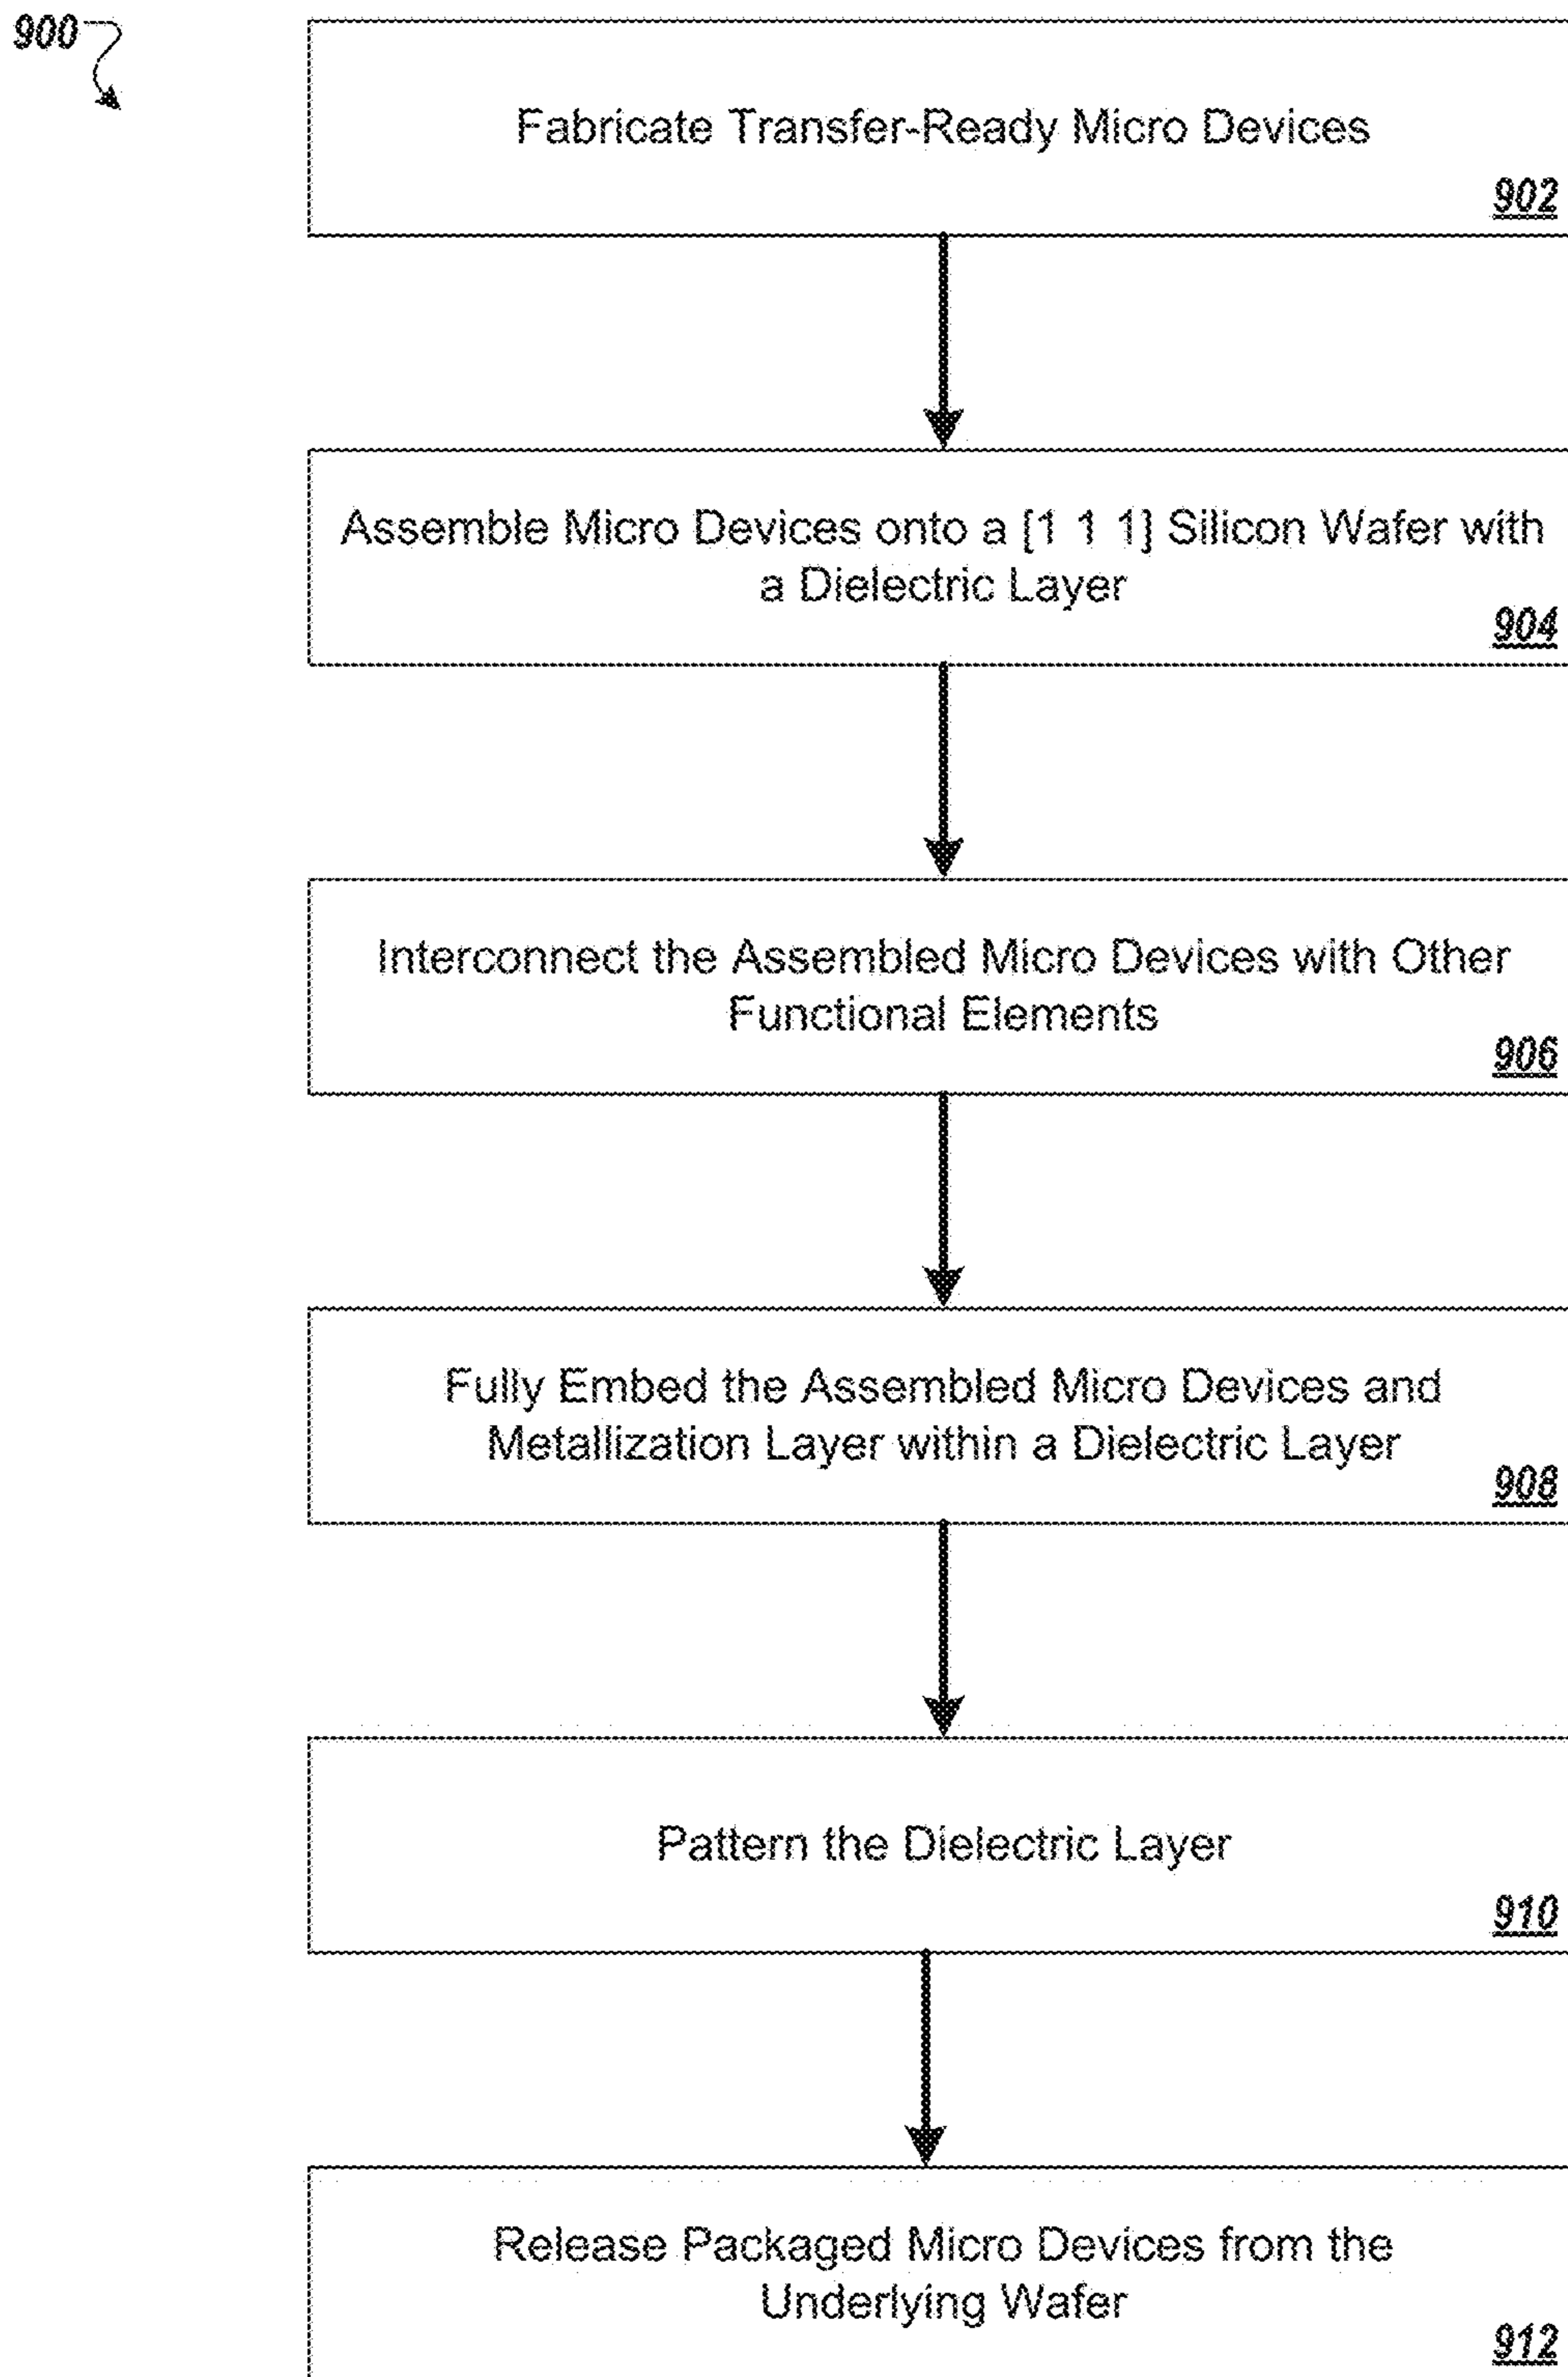 900
Fabricate Transfer-Ready Micro Devices
902
Assemble Micro Devices onto a [1 1 1] Silicon Wafer with
a Dielectric Layer
904
Interconnect the Assembled Micro Devices with Other
Functional Elements
906
Fully Embed the Assembled Micro Devices and
Metallization Layer within a Dielectric Layer
908
Pattern the Dielectric Layer
910
Release Packaged Micro Devices from the
Underlying Wafer
912